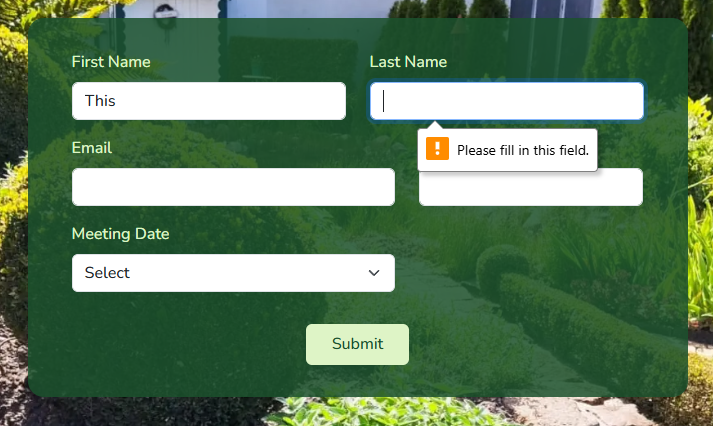 First Name
Last Name
This
Please fill in this field.
Email
Meeting Date
Select
Submit